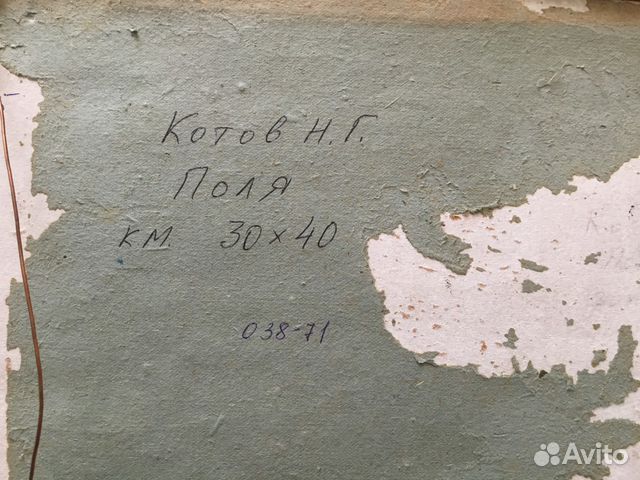 Котов Н.Г.
Поля
км. 30×40
038-71
Avito